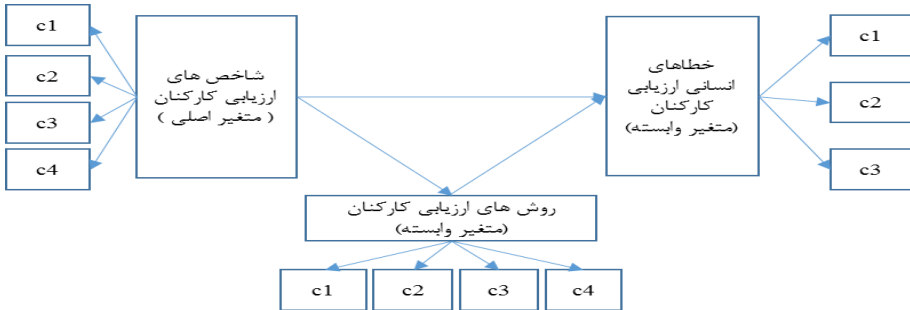 c1
c2
c3
c4
شاخص های
ارزیابی کارکنان
( متغیر اصلی )
خطاهای
انسانی ارزیابی
کارکنان
(متغیر وابسته)
c1
c2
c3
روش های ارزیابی کارکنان
(متغیر وابسته)
c1
c2
c3
c4